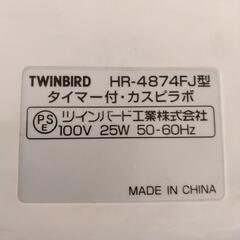 TWINBIRD HR-4874FJ型
タイマー付・カスピラボ
PSE ツインバード工業株式会社
100V 25W 50-60Hz
MADE IN CHINA